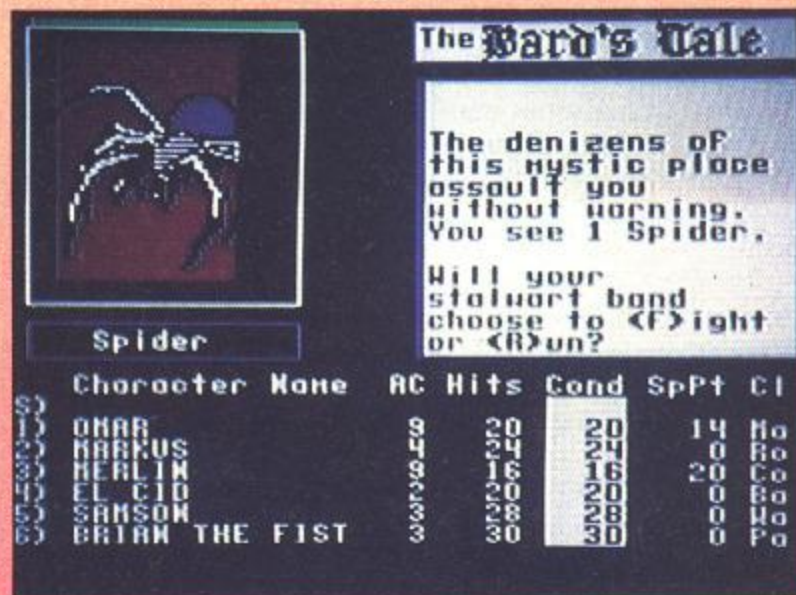 The Bard's Tale
The denizens of
this mystic place
assault you
without warning.
You see 1 Spider.
Will your
stalwart band
choose to <F>ight
or <R>un?
Spider
Character Name AC Hits Cond SpPt Cl
S)
1) OMAR 9 20 20 14 Ma
2) MARKUS 4 24 24 0 Ro
3) MERLIN 9 16 16 20 Co
4) EL CID 2 20 20 0 Ba
5) SAMSON 3 28 28 0 Wa
6) BRIAN THE FIST 3 30 30 0 Pa